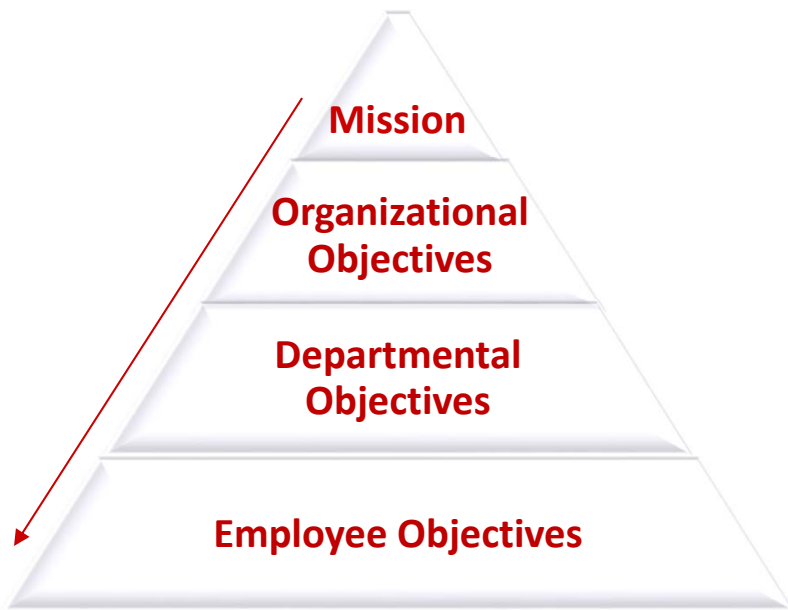 Mission
Organizational
Objectives
Departmental
Objectives
Employee Objectives